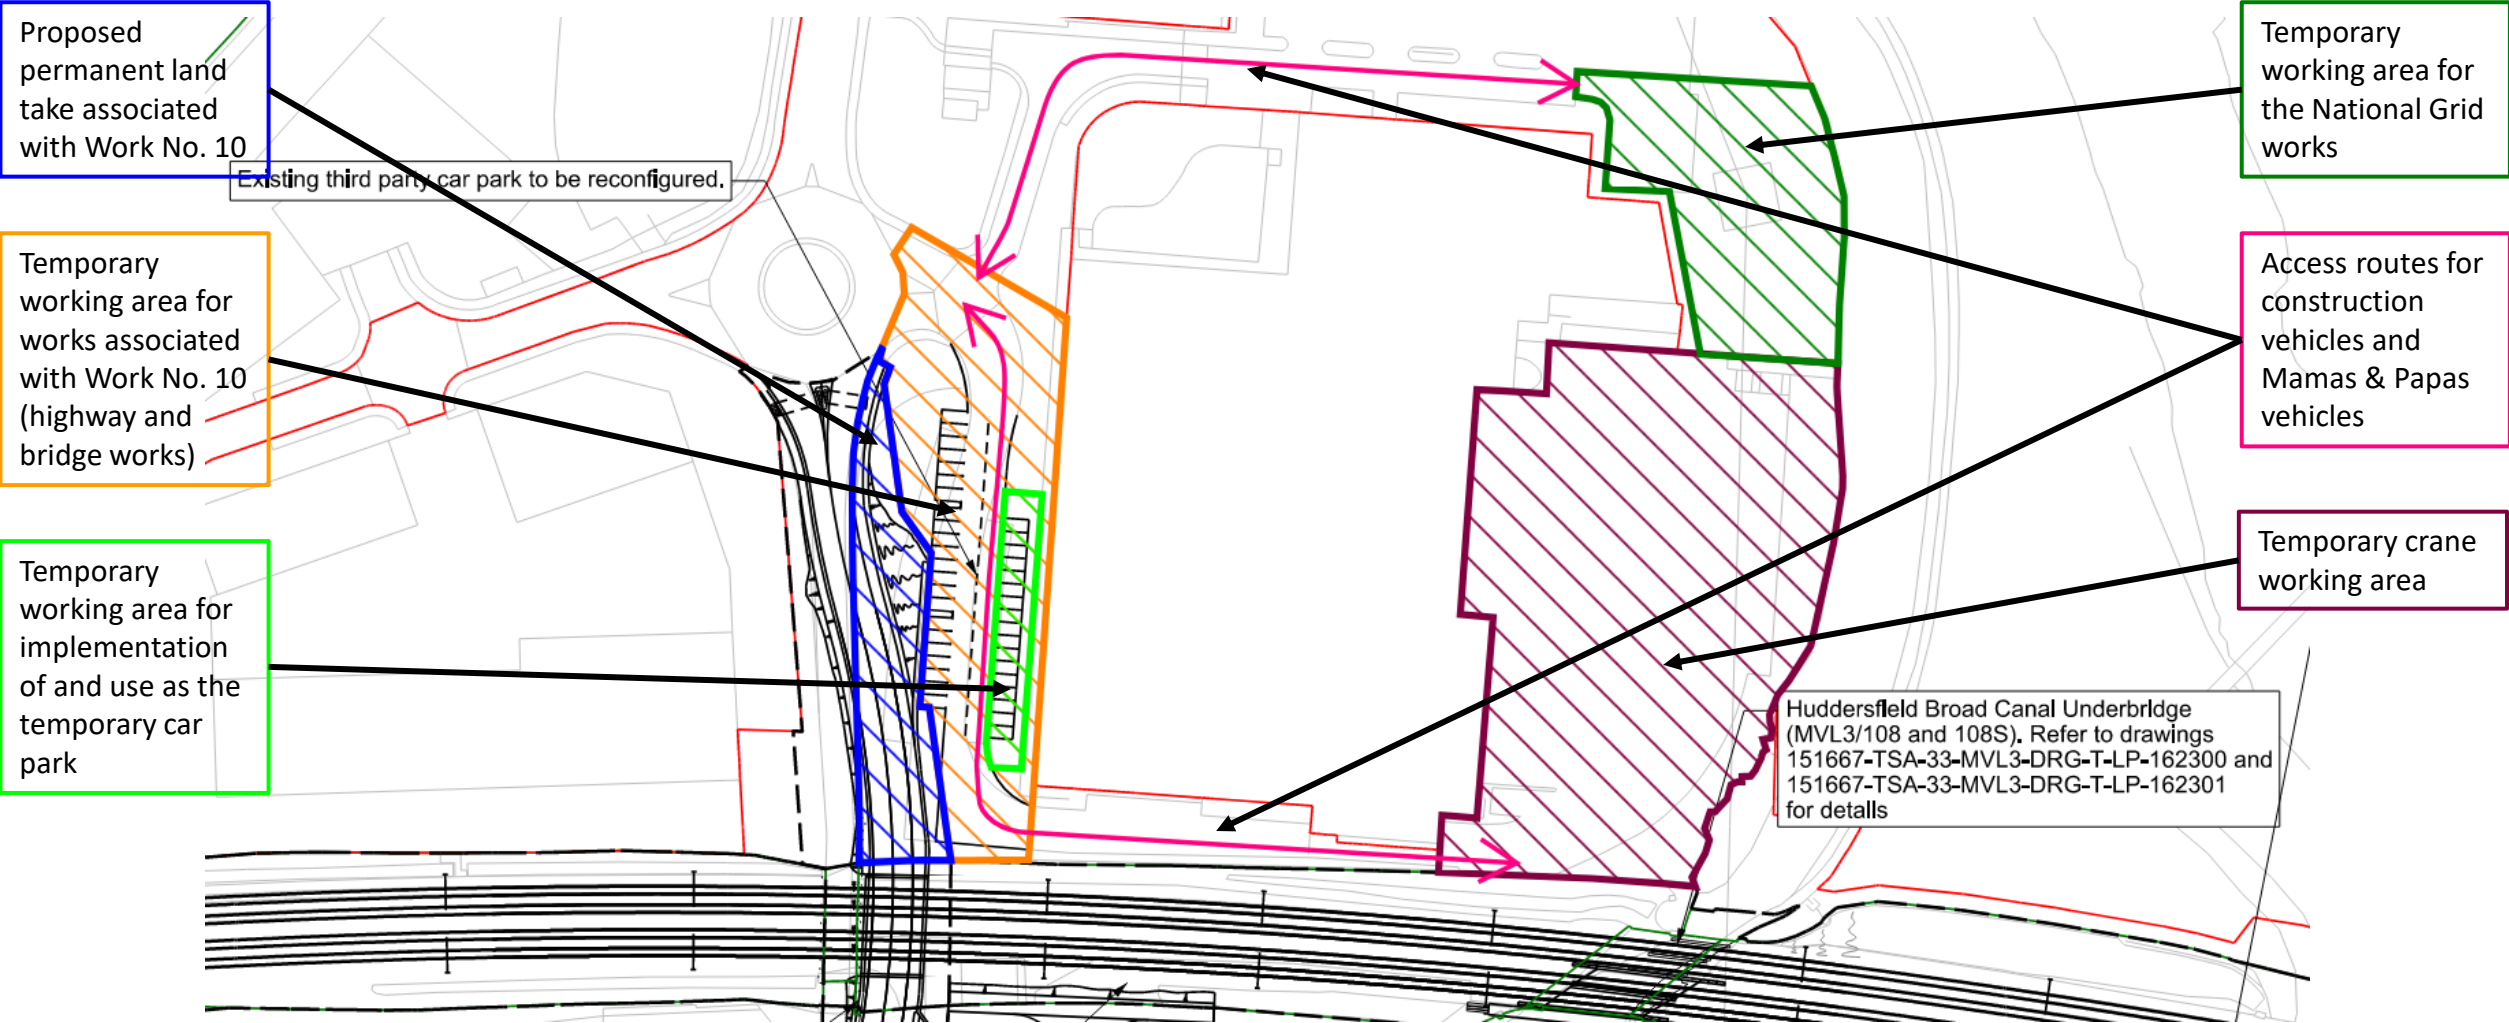 Proposed
permanent land
take associated
with Work No. 10
Existing third party car park to be reconfigured.
Temporary
working area for
works associated
with Work No. 10
(highway and
bridge works)
Temporary
working area for
implementation
of and use as the
temporary car
park
Temporary
working area for
the National Grid
works
Access routes for
construction
vehicles and
Mamas & Papas
vehicles
Temporary crane
working area
Huddersfield Broad Canal Underbridge
(MVL3/108 and 108S). Refer to drawings
151667-TSA-33-MVL3-DRG-T-LP-162300 and
151667-TSA-33-MVL3-DRG-T-LP-162301
for details